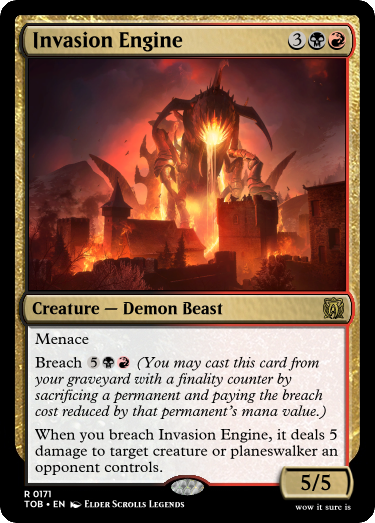 Invasion Engine 3
Creature — Demon Beast
Menace
Breach 5 (You may cast this card from
your graveyard with a finality counter by
sacrificing a permanent and paying the breach
cost reduced by that permanent's mana value.)
When you breach Invasion Engine, it deals 5
damage to target creature or planeswalker an
opponent controls.
5/5
R 0171
TOB • EN Elder Scrolls Legends
wow it sure is